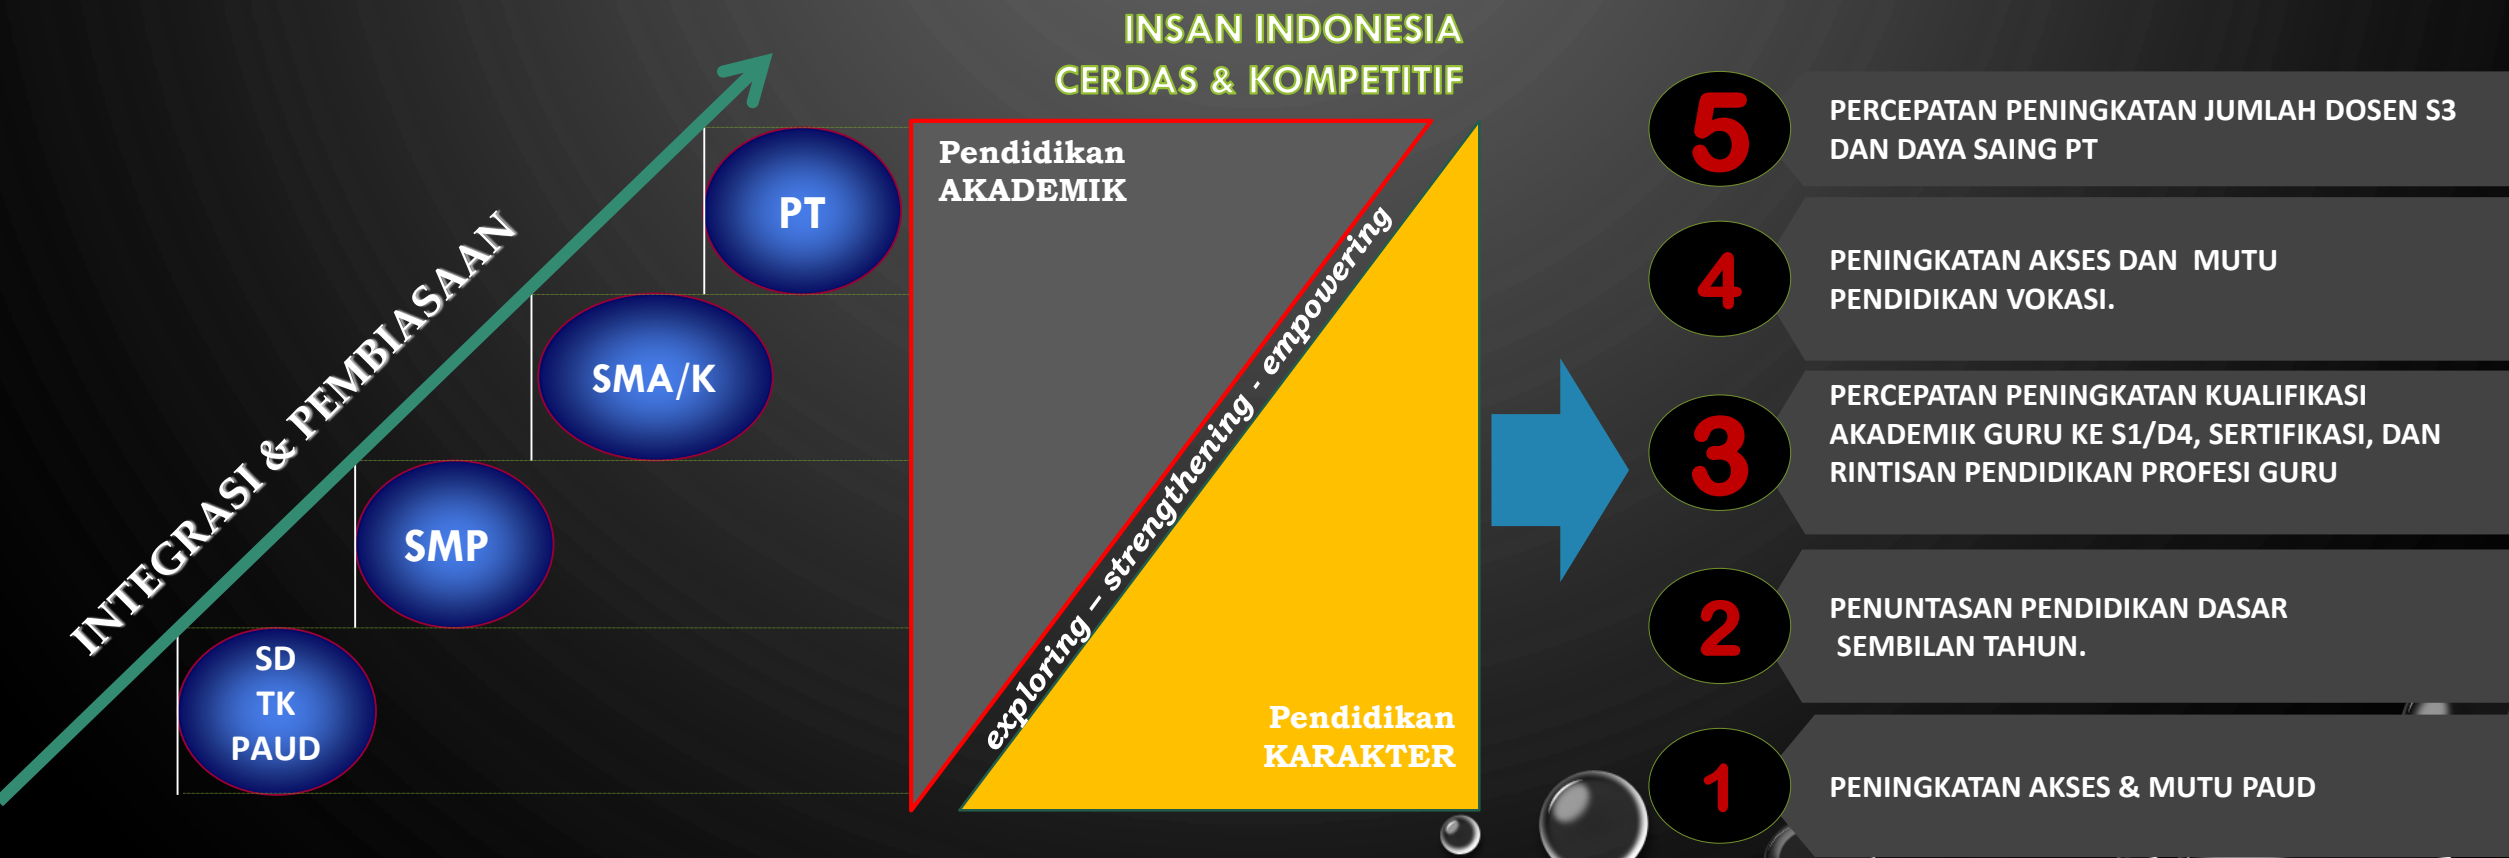 INSAN INDONESIA
CERDAS & KOMPETITIF
INTEGRASI & PEMBIASAAN
PT
SMA/K
SMP
SD
TK
PAUD
Pendidikan
AKADEMIK
exploring – strengthening - empowering
Pendidikan
KARAKTER
5
PERCEPATAN PENINGKATAN JUMLAH DOSEN S3
DAN DAYA SAING PT
4
PENINGKATAN AKSES DAN MUTU
PENDIDIKAN VOKASI.
3
PERCEPATAN PENINGKATAN KUALIFIKASI
AKADEMIK GURU KE S1/D4, SERTIFIKASI, DAN
RINTISAN PENDIDIKAN PROFESI GURU
2
PENUNTASAN PENDIDIKAN DASAR
SEMBILAN TAHUN.
1
PENINGKATAN AKSES & MUTU PAUD